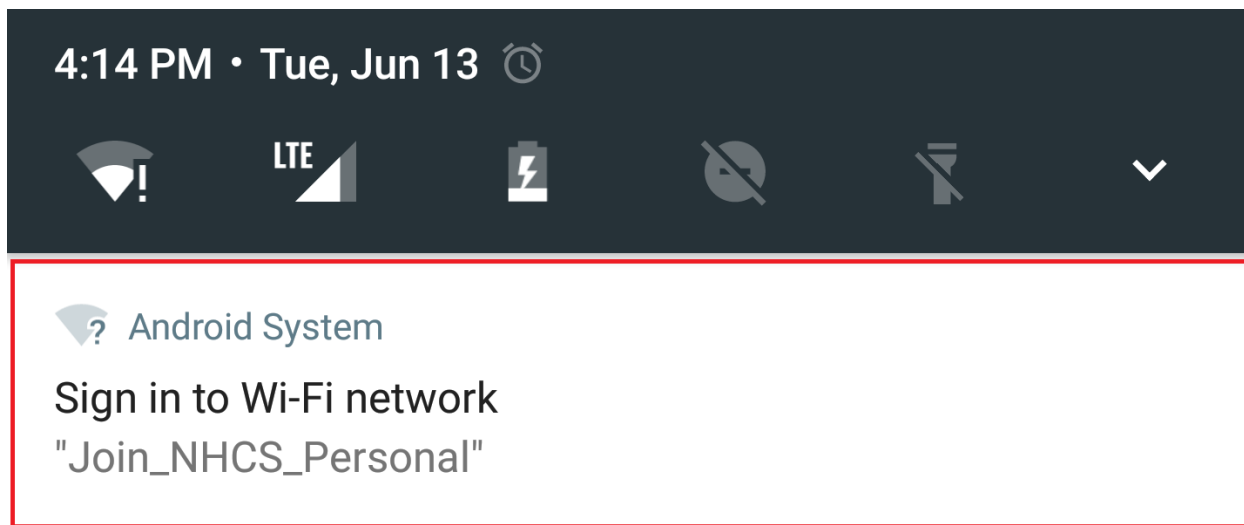 4:14 PM • Tue, Jun 13
LTE
Android System
Sign in to Wi-Fi network
"Join_NHCS_Personal"